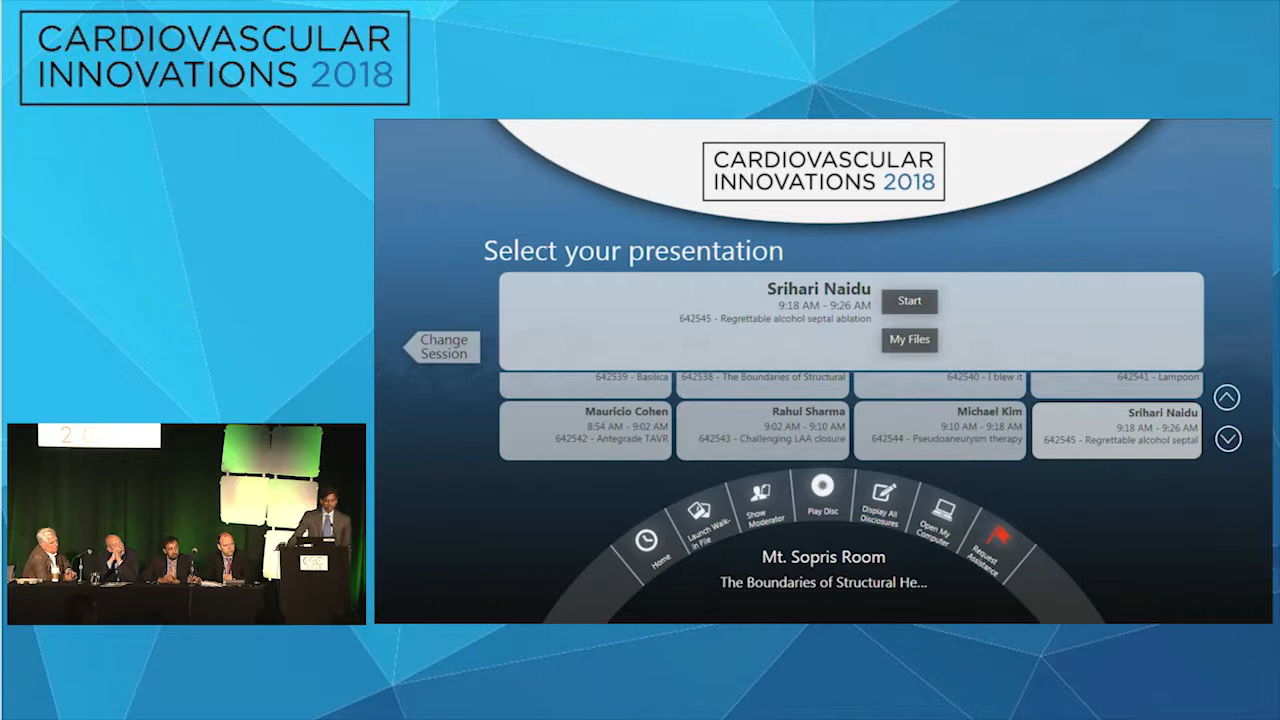 CARDIOVASCULAR
INNOVATIONS 2018
CARDIOVASCULAR
INNOVATIONS 2018
Select your presentation
Srihari Naidu
9:18 AM - 9:26 AM
642545 - Regrettable alcohol septal ablation
Start
My Files
Change
Session
642539 - Basilica
642538 - The Boundaries of Structural
642540 - I blew it
642541 - Lampoon
Mauricio Cohen
8:54 AM - 9:02 AM
642542 - Antegrade TAVR
Rahul Sharma
9:02 AM - 9:10 AM
642543 - Challenging LAA closure
Michael Kim
9:10 AM - 9:18 AM
642544 - Pseudoaneurysm therapy
Srihari Naidu
9:18 AM - 9:26 AM
642545 - Regrettable alcohol septal
Home
Launch Walk-
in File
Show
Moderator
Play Disc
Display All
Disclosures
Open My
Computer
Request
Assistance
Mt. Sopris Room
The Boundaries of Structural He...